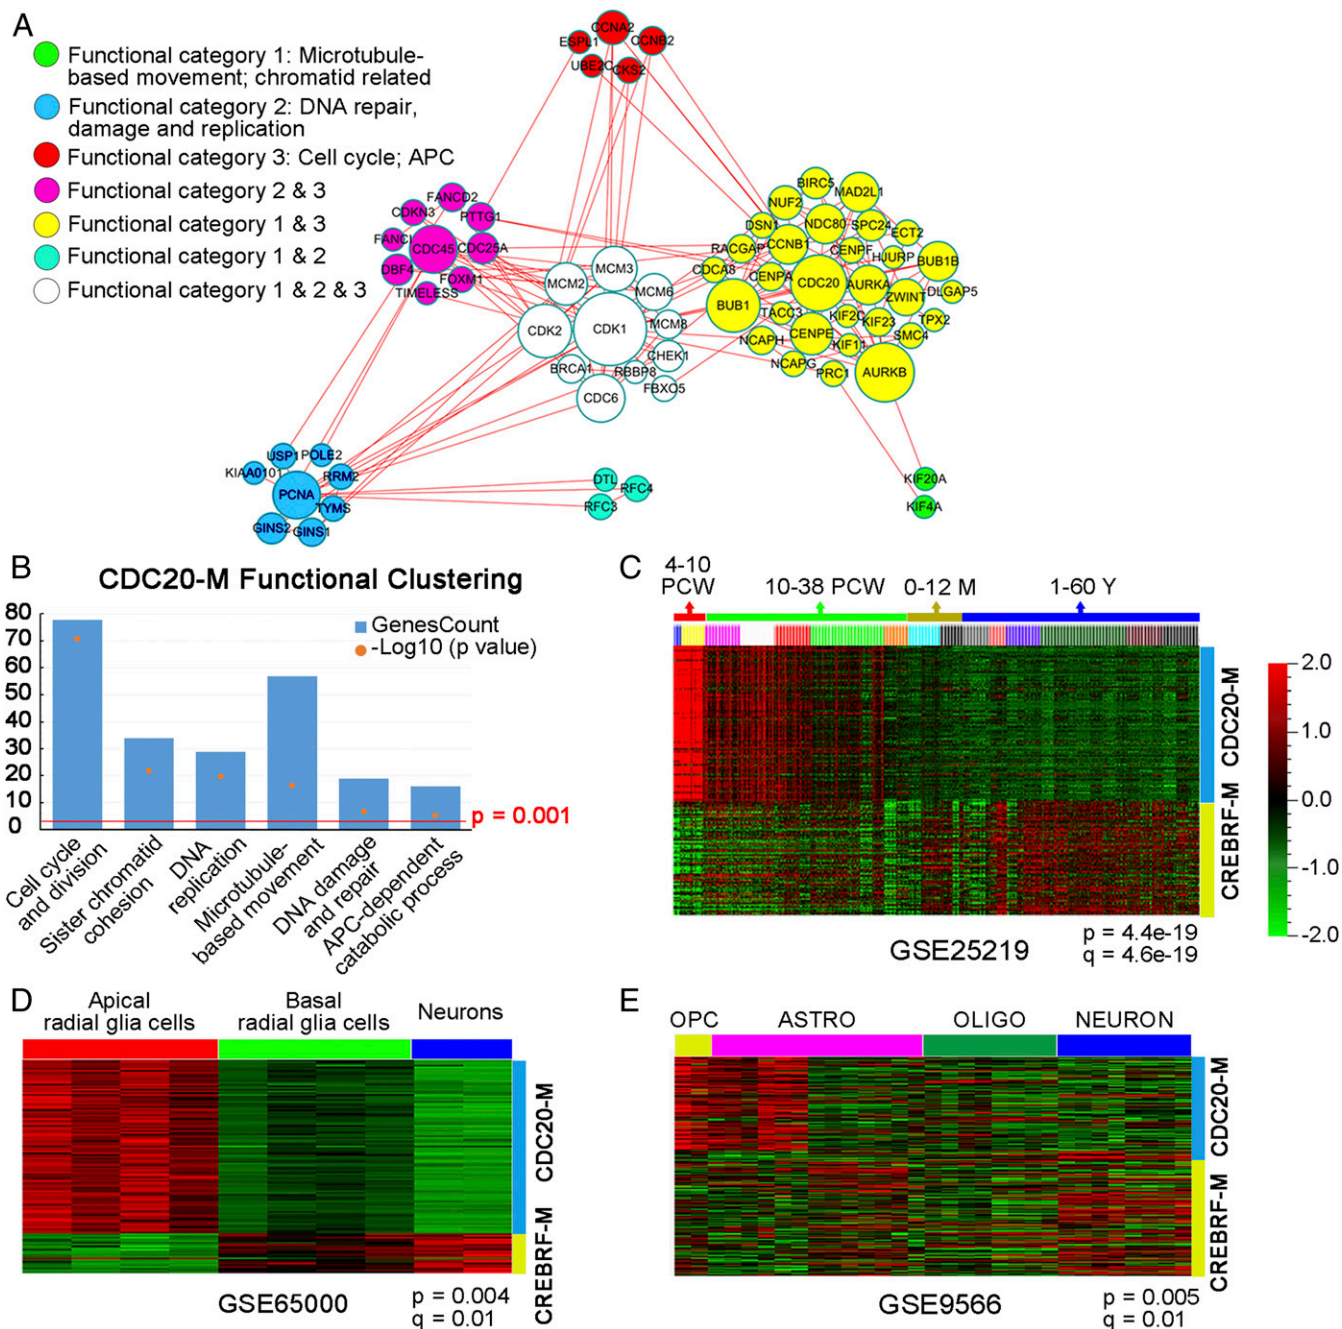 A
Functional category 1: Microtubule-
based movement; chromatid related
Functional category 2: DNA repair,
damage and replication
Functional category 3: Cell cycle; APC
Functional category 2 & 3
Functional category 1 & 3
Functional category 1 & 2
Functional category 1 & 2 & 3
CCNA2
ESPL1
CCNB2
UBE2C
CKS2
FANCD2
CDKN3
PTTG1
FANCI
CDC45
CDC25A
DBF4
FOXM1
TIMELESS
MCM3
MCM2
MCM6
CDK2
CDK1
MCM8
CHEK1
BRCA1
RBBP8
FBXO5
CDC6
BIRC5
MAD2L1
NUF2
DSN1
NDC80
SPC24
ECT2
RACGAP
CCNB1
CENPF
HJURP
BUB1B
CDCA8
CENPA
CDC20
AURKA
ZWINT
DLGAP5
BUB1
TACC3
KIF2C
KIF23
TPX2
NCAPH
CENPE
KIF11
SMC4
NCAPG
PRC1
AURKB
USP1
POLE2
KIAA0101
RRM2
PCNA
TYMS
GINS2
GINS1
DTL
RFC4
RFC3
KIF20A
KIF4A
B
CDC20-M Functional Clustering
80
70
60
50
40
30
20
10
0
GenesCount
-Log10 (p value)
p = 0.001
Cell cycle
and division
Sister chromatid
cohesion
DNA
replication
Microtubule-
based movement
DNA damage
and repair
APC-dependent
catabolic process
C
4-10
PCW
10-38 PCW
0-12 M
1-60 Y
CDC20-M
CREBRF-M
2.0
1.0
0.0
-1.0
-2.0
GSE25219
p = 4.4e-19
q = 4.6e-19
D
Apical
radial glia cells
Basal
radial glia cells
Neurons
CDC20-M
CREBRF-M
GSE65000
p = 0.004
q = 0.01
E
OPC
ASTRO
OLIGO
NEURON
CDC20-M
CREBRF-M
GSE9566
p = 0.005
q = 0.01